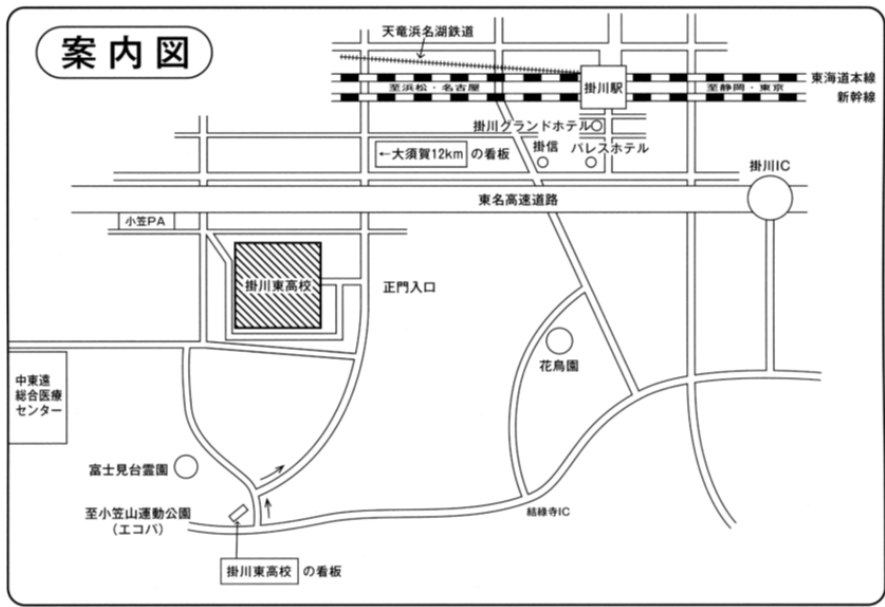 案内図
天竜浜名湖鉄道
東海道本線
至浜松・名古屋
掛川駅
至静岡・東京
新幹線
掛川グランドホテル
←大須賀12km の看板
掛信
パレスホテル
掛川IC
東名高速道路
小笠PA
掛川東高校
正門入口
花鳥園
中東遠
総合医療
センター
富士見台霊園
至小笠山運動公園
(エコパ)
結縁寺IC
掛川東高校 の看板